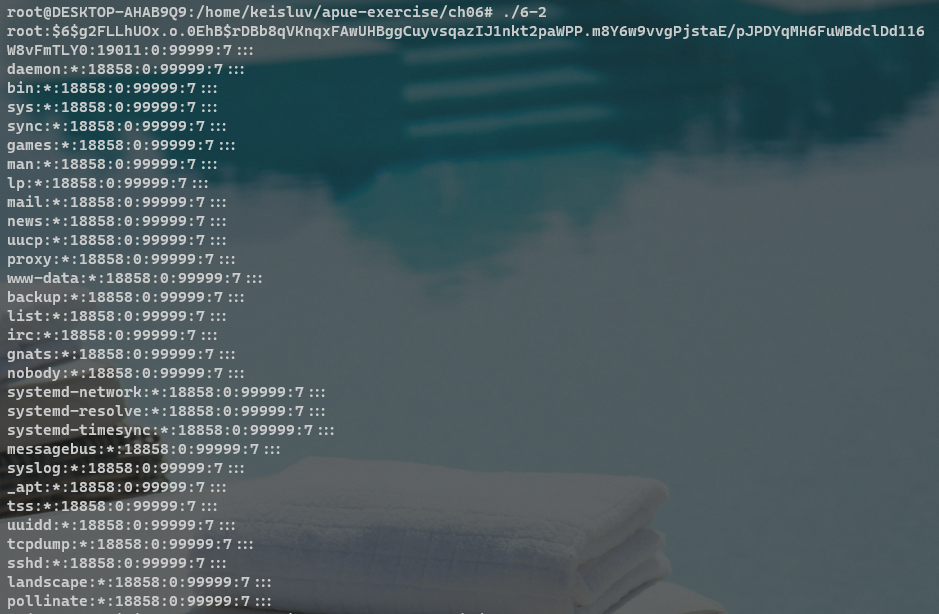 root@DESKTOP-AHAB9Q9:/home/keisluv/apue-exercise/ch06# ./6-2
root:$6$g2FLLhUOx.o.0EhB$rDBb8qVKnqxFAwUHBggCuyvsqazIJ1nkt2paWPP.m8Y6w9vvgPjstaE/pJPDYqMH6FuWBdclDd116
W8vFmTLY0:19011:0:99999:7:::
daemon:*:18858:0:99999:7:::
bin:*:18858:0:99999:7:::
sys:*:18858:0:99999:7:::
sync:*:18858:0:99999:7:::
games:*:18858:0:99999:7:::
man:*:18858:0:99999:7:::
lp:*:18858:0:99999:7:::
mail:*:18858:0:99999:7:::
news:*:18858:0:99999:7:::
uucp:*:18858:0:99999:7:::
proxy:*:18858:0:99999:7:::
www-data:*:18858:0:99999:7:::
backup:*:18858:0:99999:7:::
list:*:18858:0:99999:7:::
irc:*:18858:0:99999:7:::
gnats:*:18858:0:99999:7:::
nobody:*:18858:0:99999:7:::
systemd-network:*:18858:0:99999:7:::
systemd-resolve:*:18858:0:99999:7:::
systemd-timesync:*:18858:0:99999:7:::
messagebus:*:18858:0:99999:7:::
syslog:*:18858:0:99999:7:::
_apt:*:18858:0:99999:7:::
tss:*:18858:0:99999:7:::
uuidd:*:18858:0:99999:7:::
tcpdump:*:18858:0:99999:7:::
sshd:*:18858:0:99999:7:::
landscape:*:18858:0:99999:7:::
pollinate:*:18858:0:99999:7:::